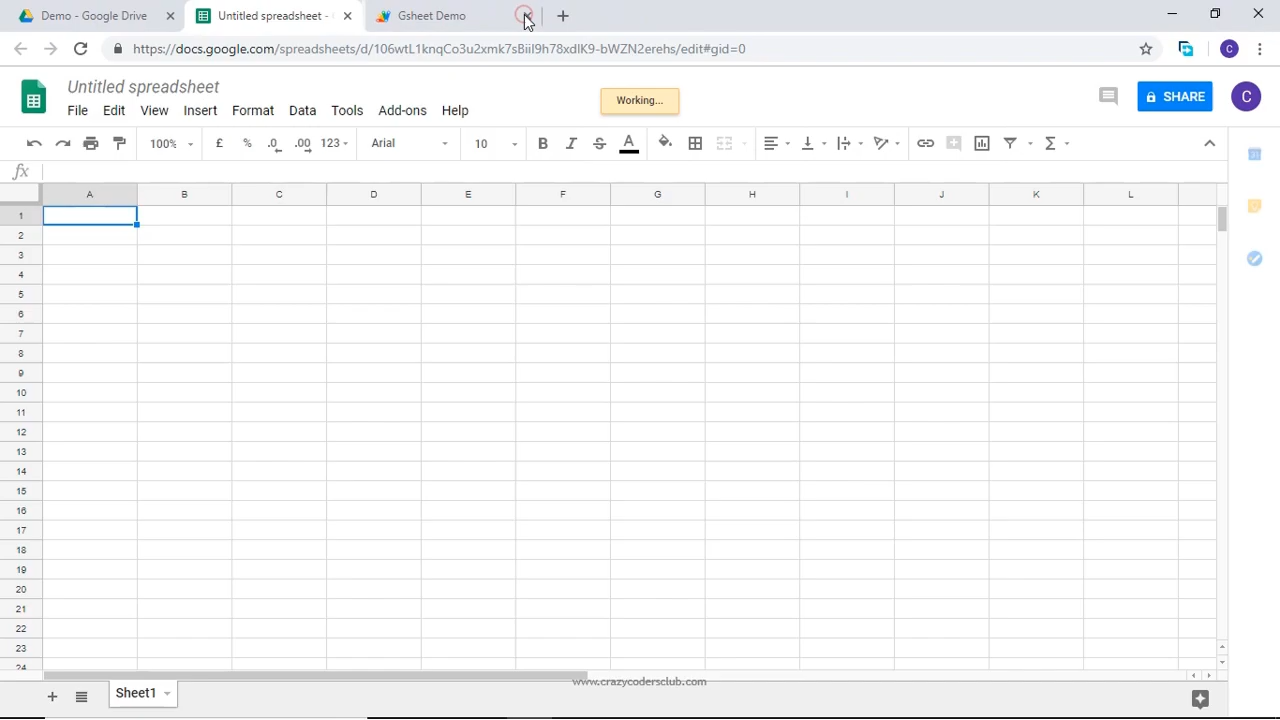 Demo - Google Drive
Untitled spreadsheet -
Gsheet Demo
https://docs.google.com/spreadsheets/d/106wtL1knqCo3u2xmk7sBiiI9h78xdIK9-bWZN2erehs/edit#gid=0
C
Untitled spreadsheet
File Edit View Insert Format Data Tools Add-ons Help
Working...
SHARE
C
100% £ % .0 .00 123 Arial 10 B I S A Σ
31
fx
A B C D E F G H I J K L
1
2
3
4
5
6
7
8
9
10
11
12
13
14
15
16
17
18
19
20
21
22
23
24
www.crazycodersclub.com
Sheet1